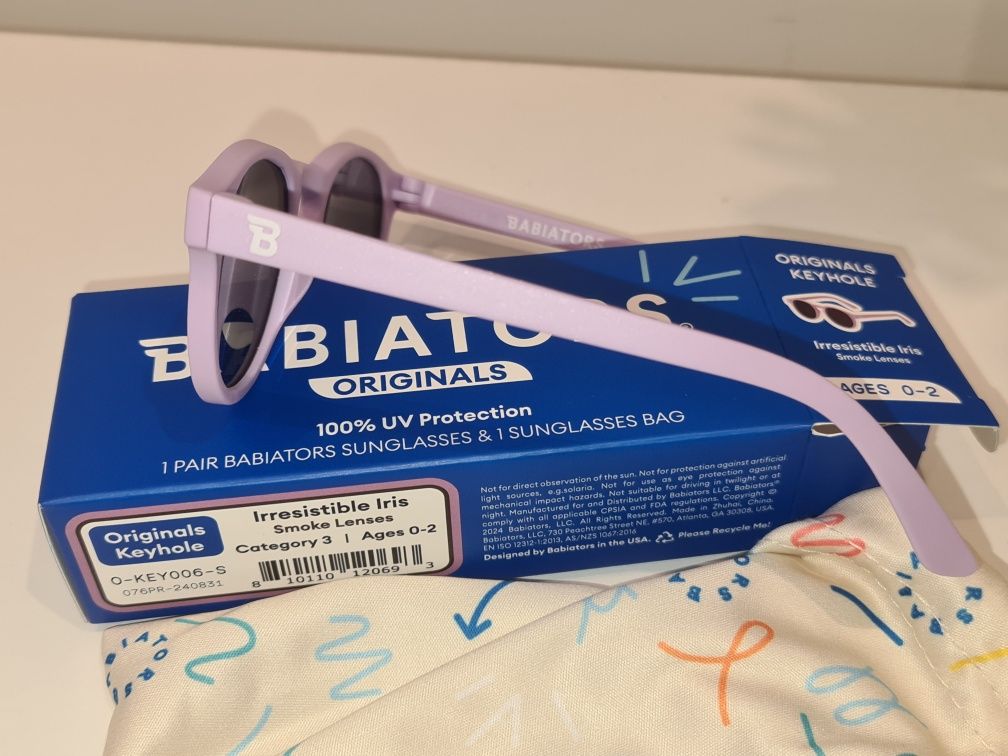 B
BABIATORS
BABIATORS
ORIGINALS
100% UV Protection
1 PAIR BABIATORS SUNGLASSES & 1 SUNGLASSES BAG
ORIGINALS
KEYHOLE
Irresistible Iris
Smoke Lenses
AGES 0-2
Originals
Keyhole
Irresistible Iris
Smoke Lenses
Category 3 | Ages 0-2
O-KEY006-S
076PR-240831
8 10110 12069 3
Not for direct observation of the sun. Not for protection against artificial
light sources, e.g.solaria. Not for use as eye protection against
mechanical impact hazards. Not suitable for driving in twilight or at
night. Manufactured for and Distributed by Babiators LLC. Babiators®
comply with all applicable CPSIA and FDA regulations. Copyright ©
2024 Babiators, LLC. All Rights Reserved. Made in Zhuhai, China.
Babiators, LLC, 730 Peachtree Street NE, #570, Atlanta, GA 30308, USA.
EN ISO 12312-1:2013, AS/NZS 1067:2016
Designed by Babiators in the USA. Please Recycle Me!
BABIATORS